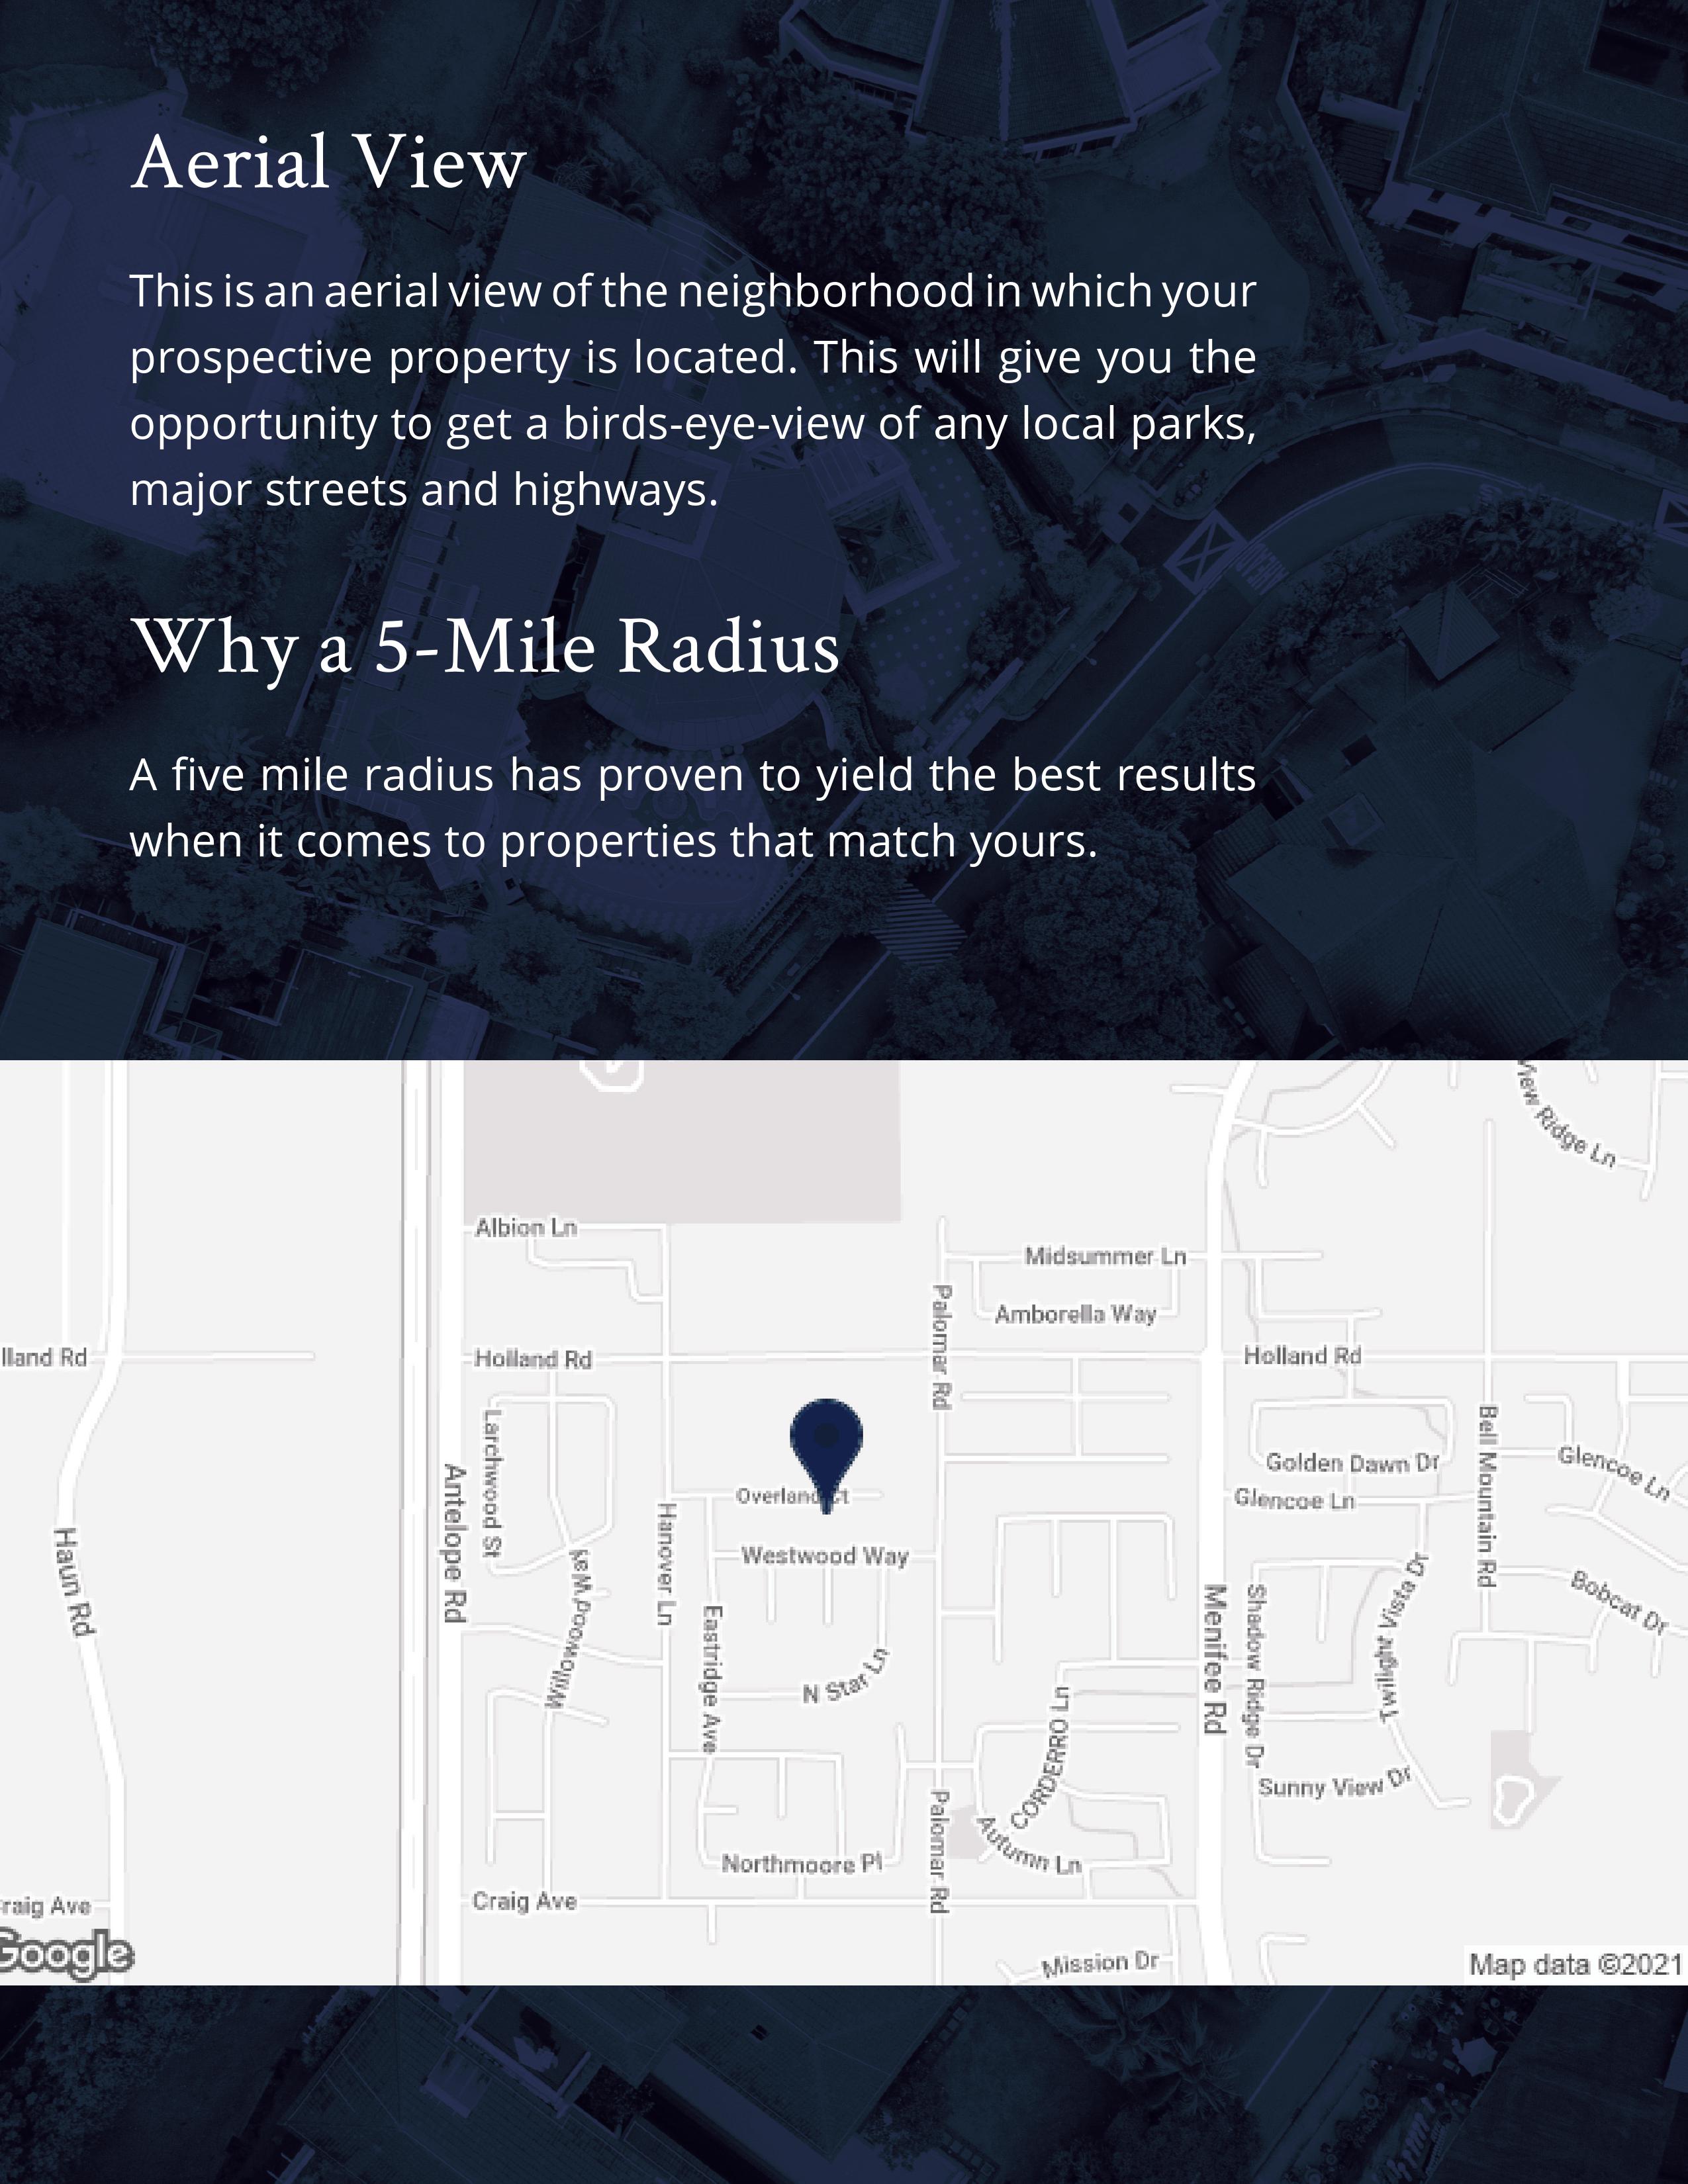 Aerial View
This is an aerial view of the neighborhood in which your
prospective property is located. This will give you the
opportunity to get a birds-eye-view of any local parks,
major streets and highways.
Why a 5-Mile Radius
A five mile radius has proven to yield the best results
when it comes to properties that match yours.
View Ridge Ln
Albion Ln
Midsummer Ln
Amborella Way
Palomar Rd
lland Rd
Holland Rd
Holland Rd
Larchwood St
Antelope Rd
Haun Rd
Hanover Ln
Overland Ct
Westwood Way
Willowood Way
Eastridge Ave
N Star Ln
Golden Dawn Dr
Glencoe Ln
Glencoe Ln
Bell Mountain Rd
Bobcat Dr
Menifee Rd
Shadow Ridge Dr
Twilight Vista Dr
Sunny View Dr
CORDERRO Ln
Autumn Ln
Palomar Rd
Northmoore Pl
Craig Ave
raig Ave
Mission Dr
Google
Map data ©2021